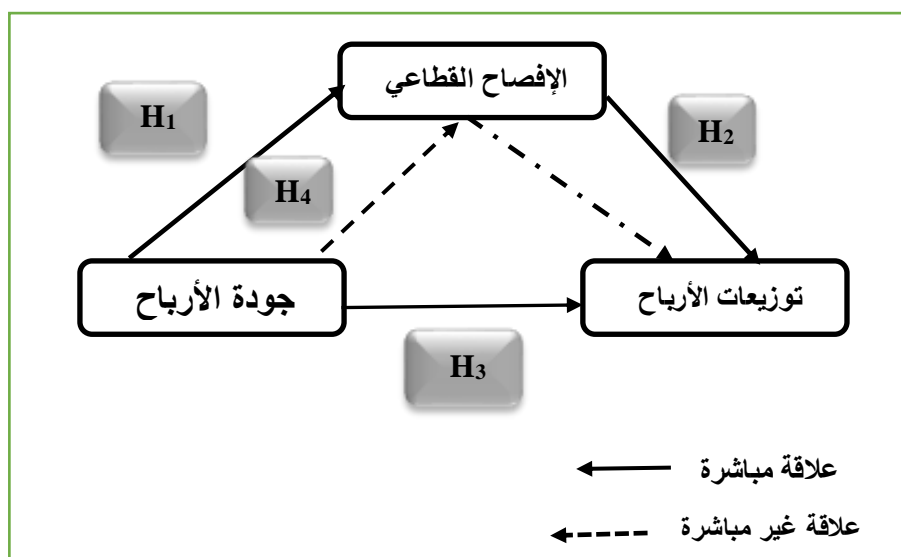 الإفصاح القطاعي
H1
H2
H4
جودة الأرباح
توزيعات الأرباح
H3
علاقة مباشرة
علاقة غير مباشرة